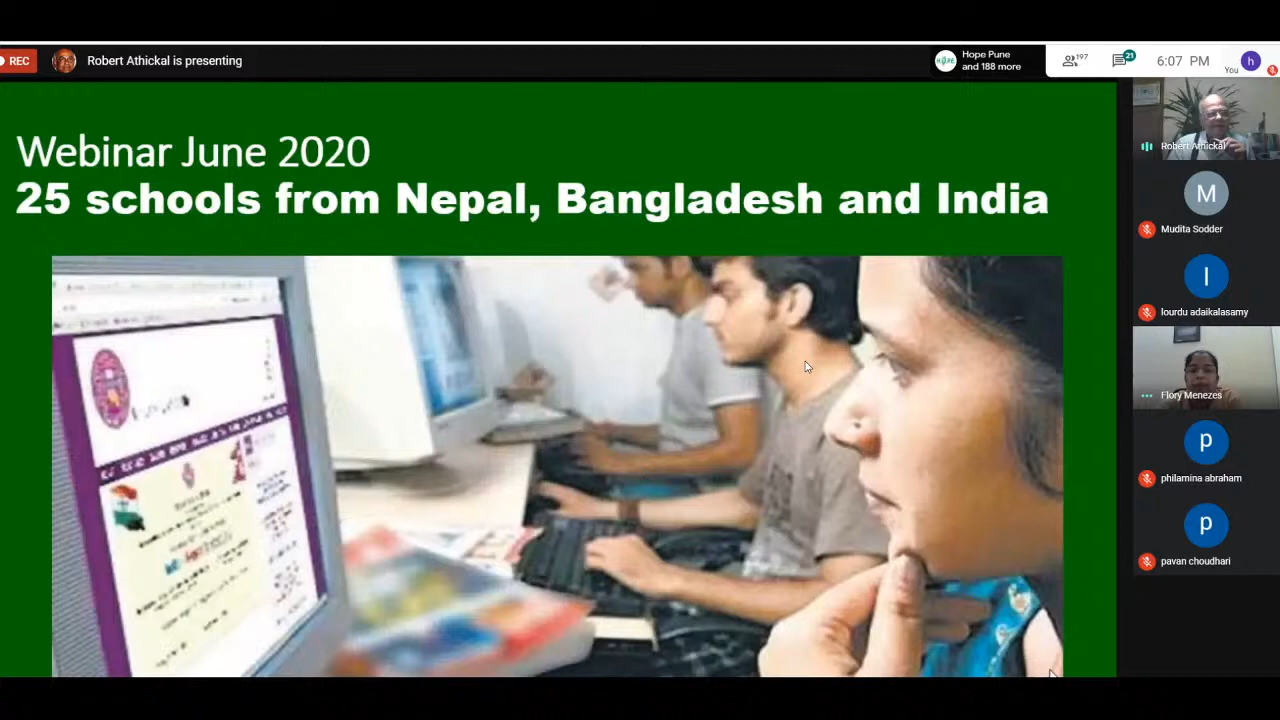 REC
Robert Athickal is presenting
Hope Pune
and 188 more
197
21
6:07 PM
You
h
Webinar June 2020
25 schools from Nepal, Bangladesh and India
Robert Athickal
M
Mudita Sodder
l
lourdu adaikalasamy
Flory Menezes
p
philamina abraham
p
pavan choudhari